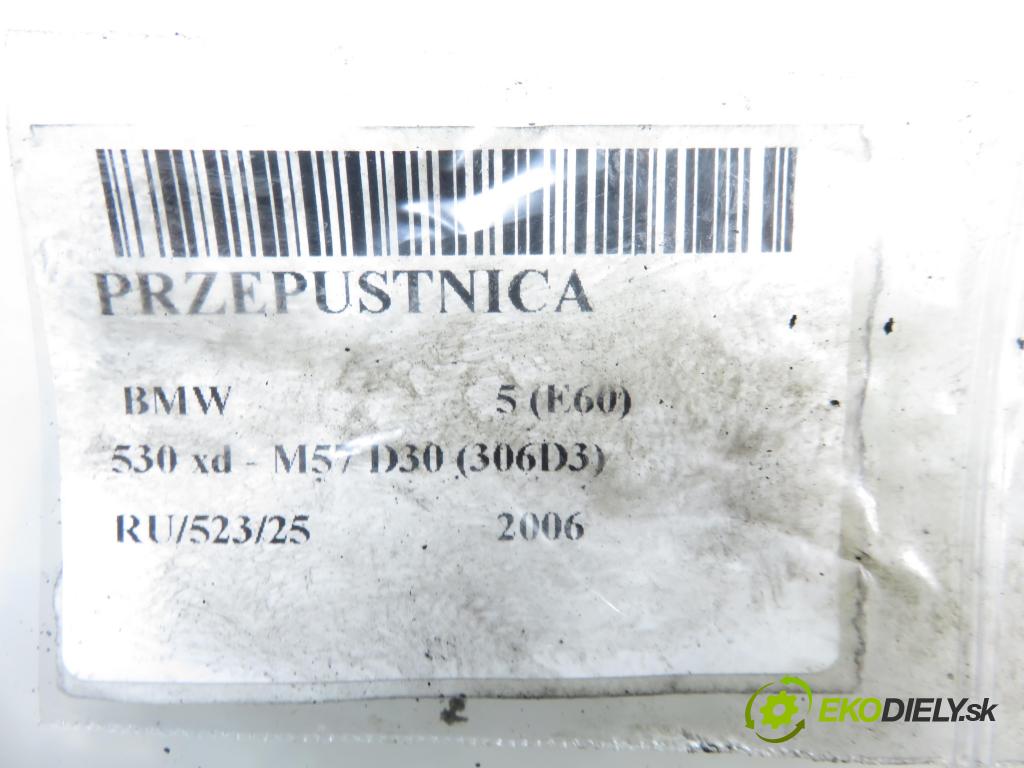 PRZEPUSTNICA
BMW 5 (E60)
530 xd - M57 D30 (306D3)
RU/523/25 2006
EKODIELY.sk